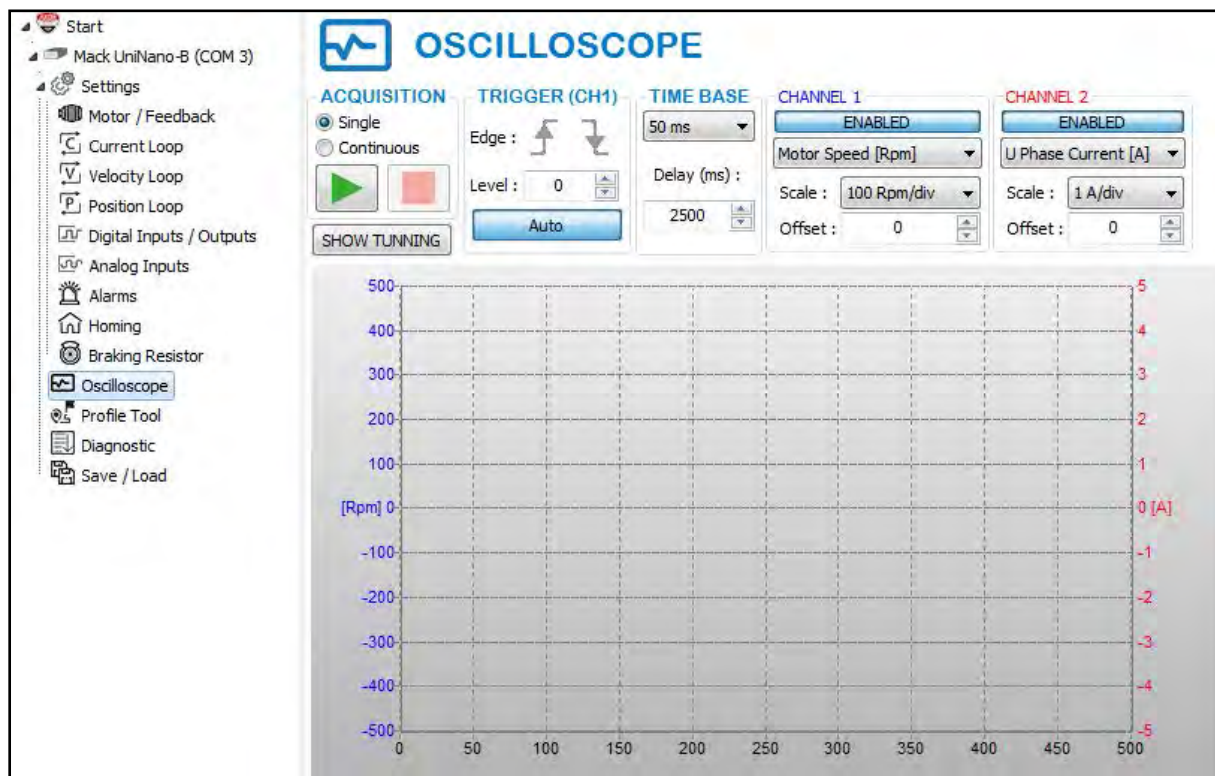 Start
Mack UniNano-B (COM 3)
Settings
Motor / Feedback
Current Loop
Velocity Loop
Position Loop
Digital Inputs / Outputs
Analog Inputs
Alarms
Homing
Braking Resistor
Oscilloscope
Profile Tool
Diagnostic
Save / Load
OSCILLOSCOPE
ACQUISITION
Single
Continuous
SHOW TUNNING
TRIGGER (CH1)
Edge :
Level : 0
Auto
TIME BASE
50 ms
Delay (ms) :
2500
CHANNEL 1
ENABLED
Motor Speed [Rpm]
Scale : 100 Rpm/div
Offset : 0
CHANNEL 2
ENABLED
U Phase Current [A]
Scale : 1 A/div
Offset : 0
500 5
400 4
300 3
200 2
100 1
[Rpm] 0 0 [A]
-100 -1
-200 -2
-300 -3
-400 -4
-500 -5
0 50 100 150 200 250 300 350 400 450 500